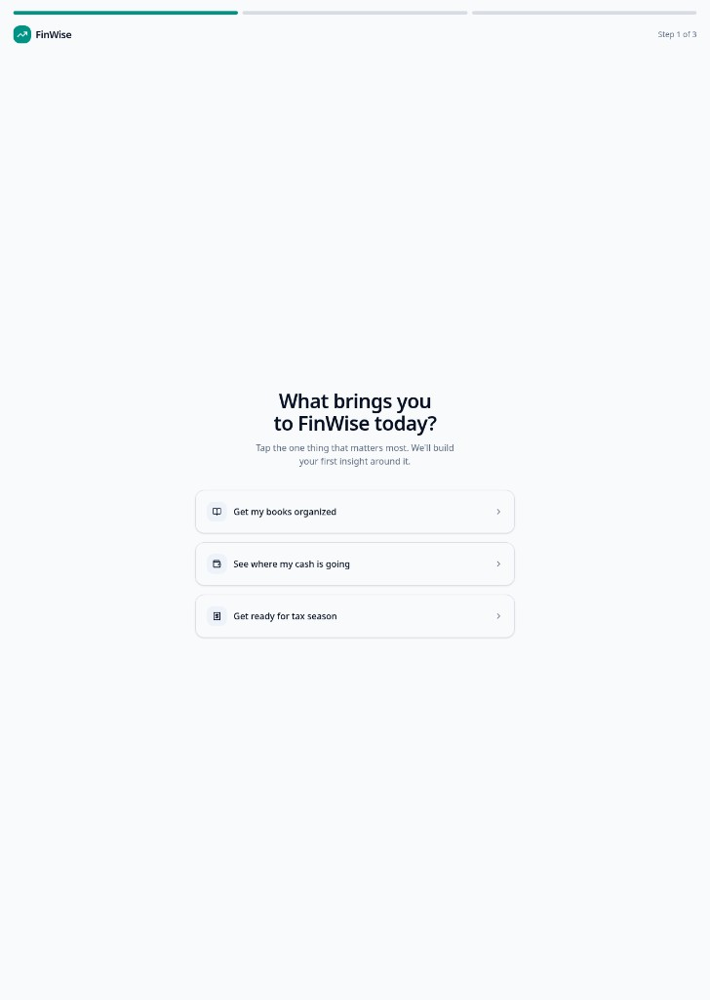 FinWise
Step 1 of 3
What brings you
to FinWise today?
Tap the one thing that matters most. We'll build
your first insight around it.
Get my books organized
See where my cash is going
Get ready for tax season